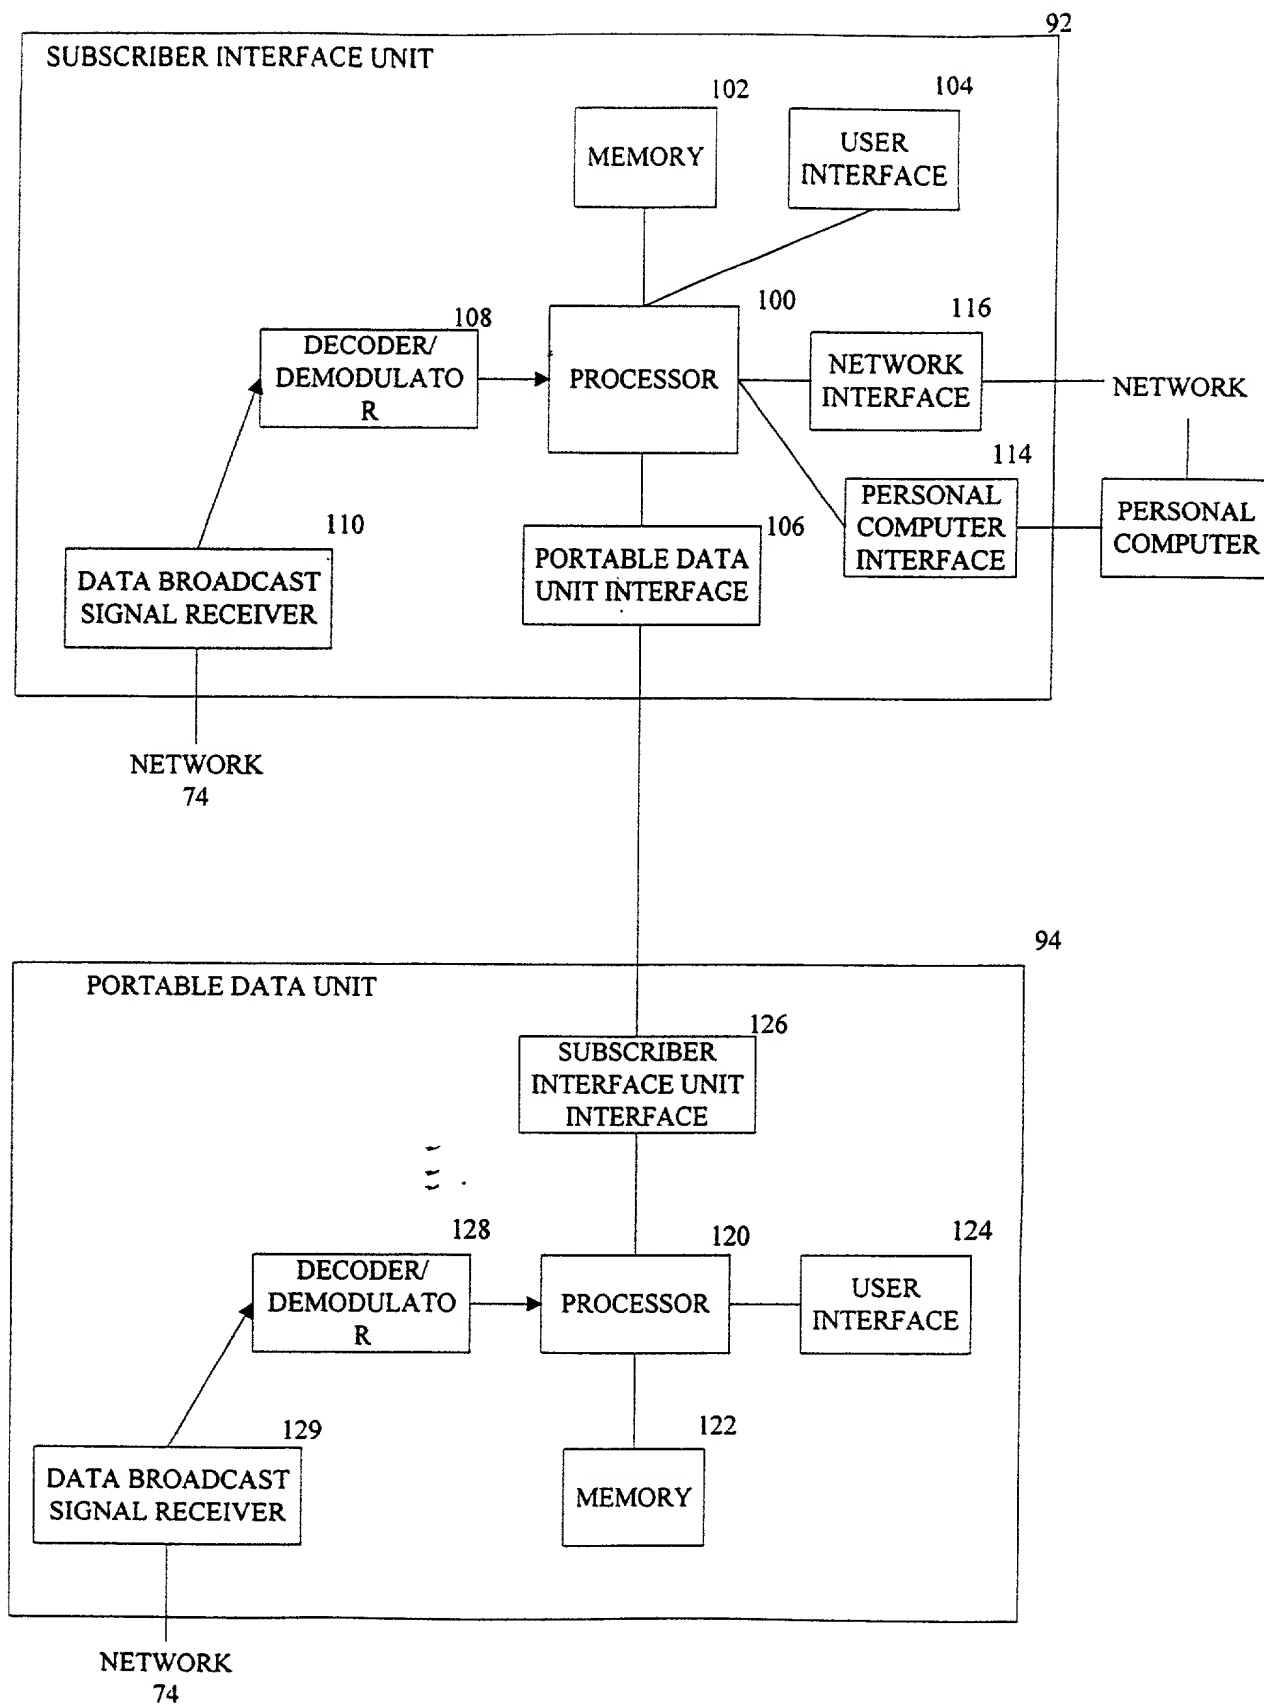 92
SUBSCRIBER INTERFACE UNIT
102
104
MEMORY
USER
INTERFACE
108
100
116
DECODER/
DEMODULATO
R
PROCESSOR
NETWORK
INTERFACE
NETWORK
110
106
114
DATA BROADCAST
SIGNAL RECEIVER
PORTABLE DATA
UNIT INTERFACE
PERSONAL
COMPUTER
INTERFACE
PERSONAL
COMPUTER
NETWORK
74
94
PORTABLE DATA UNIT
126
SUBSCRIBER
INTERFACE UNIT
INTERFACE
128
120
124
DECODER/
DEMODULATO
R
PROCESSOR
USER
INTERFACE
129
122
DATA BROADCAST
SIGNAL RECEIVER
MEMORY
NETWORK
74